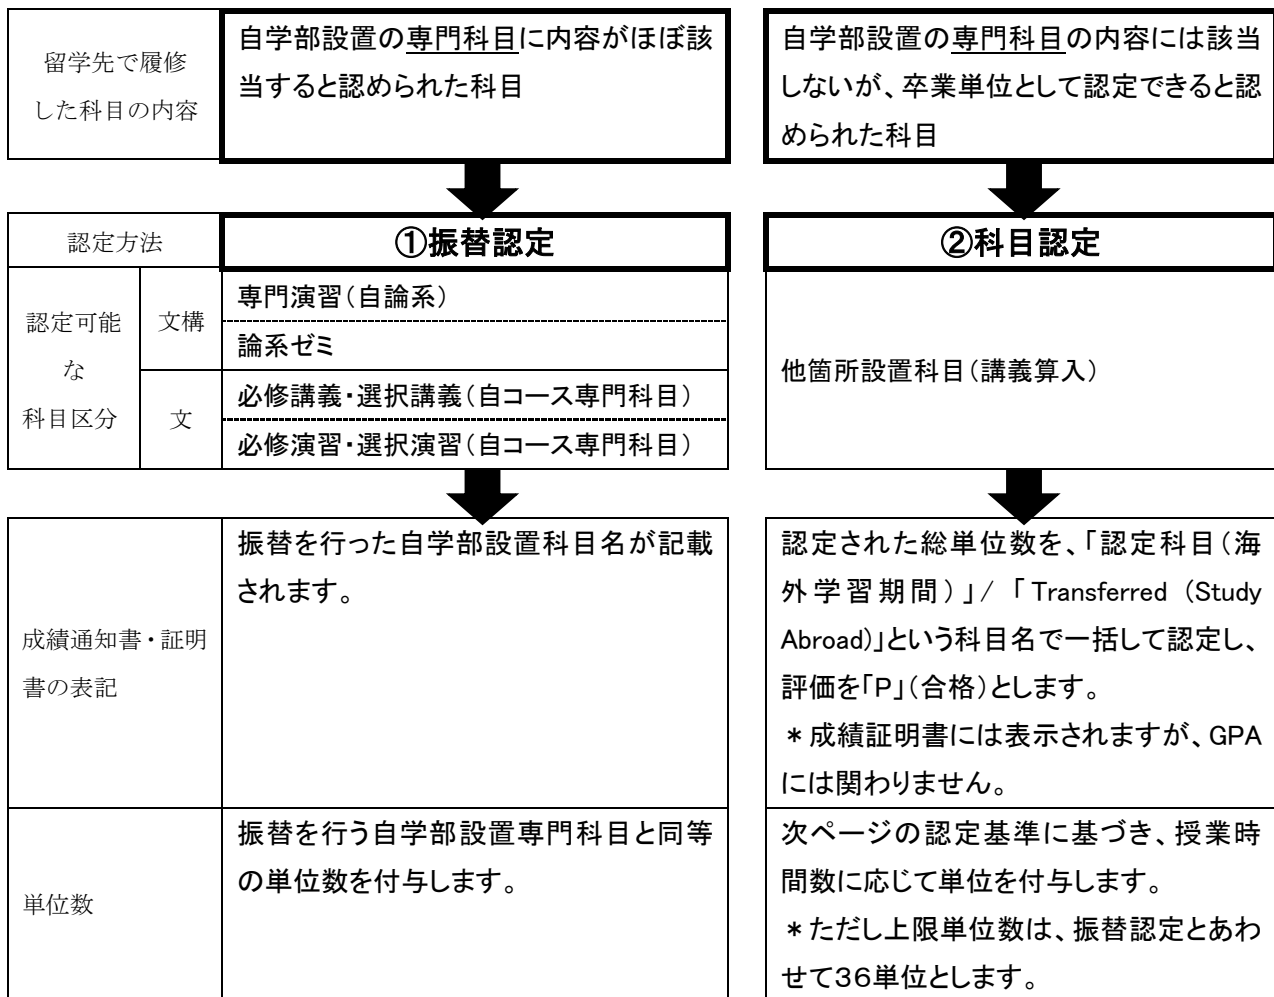 留学先で履修
した科目の内容
自学部設置の専門科目に内容がほぼ該
当すると認められた科目
自学部設置の専門科目の内容には該当
しないが、卒業単位として認定できると認
められた科目
認定方法
①振替認定
②科目認定
認定可能
な
科目区分
文構
専門演習（自論系）
論系ゼミ
文
必修講義・選択講義（自コース専門科目）
必修演習・選択演習（自コース専門科目）
他箇所設置科目（講義算入）
成績通知書・証明
書の表記
振替を行った自学部設置科目名が記載
されます。
認定された総単位数を、「認定科目（海
外学習期間）」/「Transferred (Study
Abroad)」という科目名で一括して認定し、
評価を「P」（合格）とします。
＊成績証明書には表示されますが、GPA
には関わりません。
単位数
振替を行う自学部設置専門科目と同等
の単位数を付与します。
次ページの認定基準に基づき、授業時
間数に応じて単位を付与します。
＊ただし上限単位数は、振替認定とあわ
せて３６単位とします。